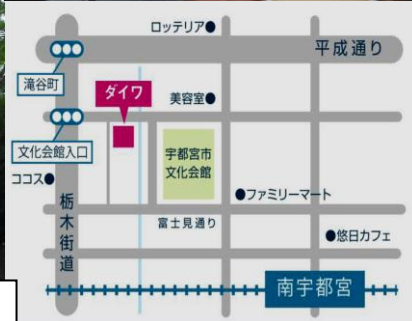 ロッテリア●
平成通り
滝谷町
ダイワ
美容室●
文化会館入口
宇都宮市
文化会館
ココス●
●ファミリーマート
栃木街道
富士見通り
●悠日カフェ
南宇都宮